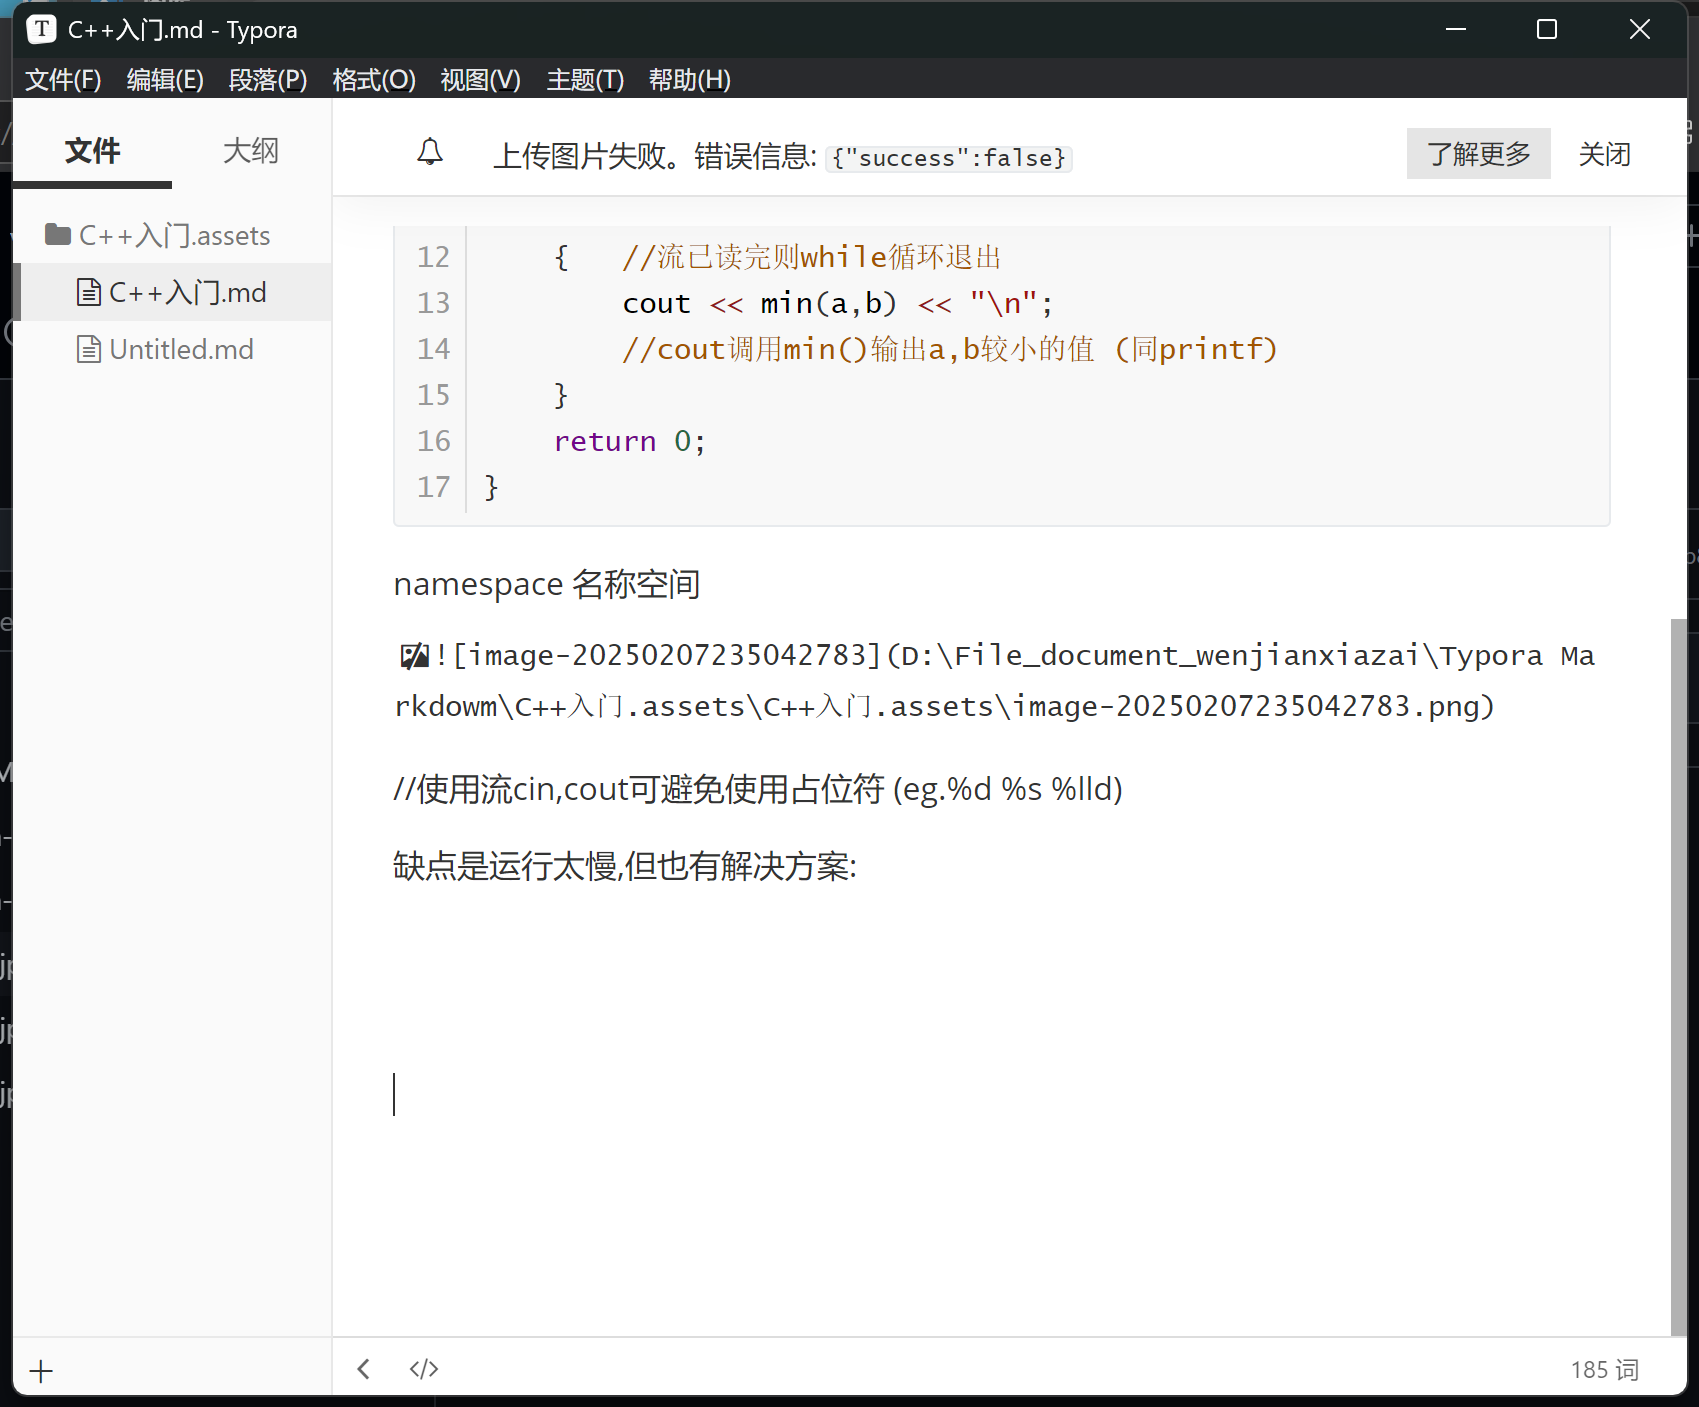 C++入门.md - Typora
文件(F) 编辑(E) 段落(P) 格式(O) 视图(V) 主题(T) 帮助(H)
文件 大纲
C++入门.assets
C++入门.md
Untitled.md
上传图片失败。错误信息: {"success":false}
了解更多 关闭
12 { //流已读完则while循环退出
13 cout << min(a,b) << "\n";
14 //cout调用min()输出a,b较小的值 (同printf)
15 }
16 return 0;
17 }
namespace 名称空间
![image-20250207235042783](D:\File_document_wenjianxiazai\Typora Ma
rkdowm\C++入门.assets\C++入门.assets\image-20250207235042783.png)
//使用流cin,cout可避免使用占位符 (eg.%d %s %lld)
缺点是运行太慢,但也有解决方案:
185 词